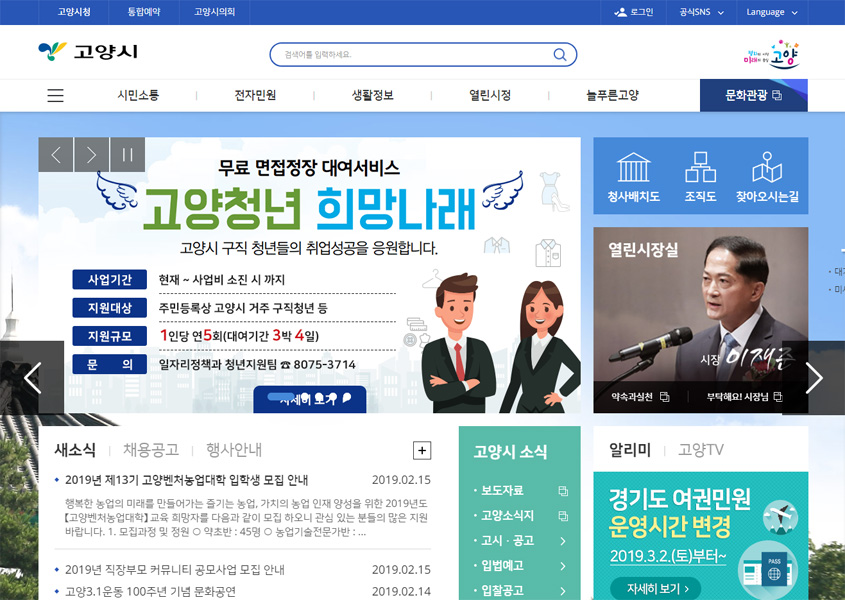 고양시청 통합예약 고양시의회 로그인 공식SNS Language
고양시 검색어를 입력하세요. 고양
시민소통 전자민원 생활정보 열린시정 늘푸른고양 문화관광
무료 면접정장 대여서비스
고양청년 희망나래
고양시 구직 청년들의 취업성공을 응원합니다.
사업기간 현재 ~ 사업비 소진 시 까지
지원대상 주민등록상 고양시 거주 구직청년 등
지원규모 1인당 연5회(대여기간 3박 4일)
문 의 일자리정책과 청년지원팀 ☎ 8075-3714
자세히 보기
청사배치도 조직도 찾아오시는길
열린시장실
시장 이재준
약속과실천 부탁해요! 시장님
새소식 채용공고 행사안내 +
2019년 제13기 고양벤처농업대학 입학생 모집 안내 2019.02.15
행복한 농업의 미래를 만들어가는 즐기는 농업, 가치의 농업 인재 양성을 위한 2019년도
【고양벤처농업대학】교육 희망자를 다음과 같이 모집 하오니 관심 있는 분들의 많은 지원
바랍니다. 1. 모집과정 및 정원 ○ 약초반 : 45명 ○ 농업기술전문가반 : ...
2019년 직장부모 커뮤니티 공모사업 모집 안내 2019.02.15
고양3.1운동 100주년 기념 문화공연 2019.02.14
고양시 소식
보도자료
고양소식지
고시 · 공고
입법예고
입찰공고
알리미 고양TV
경기도 여권민원
운영시간 변경
2019.3.2.(토)부터~
자세히 보기
PASS